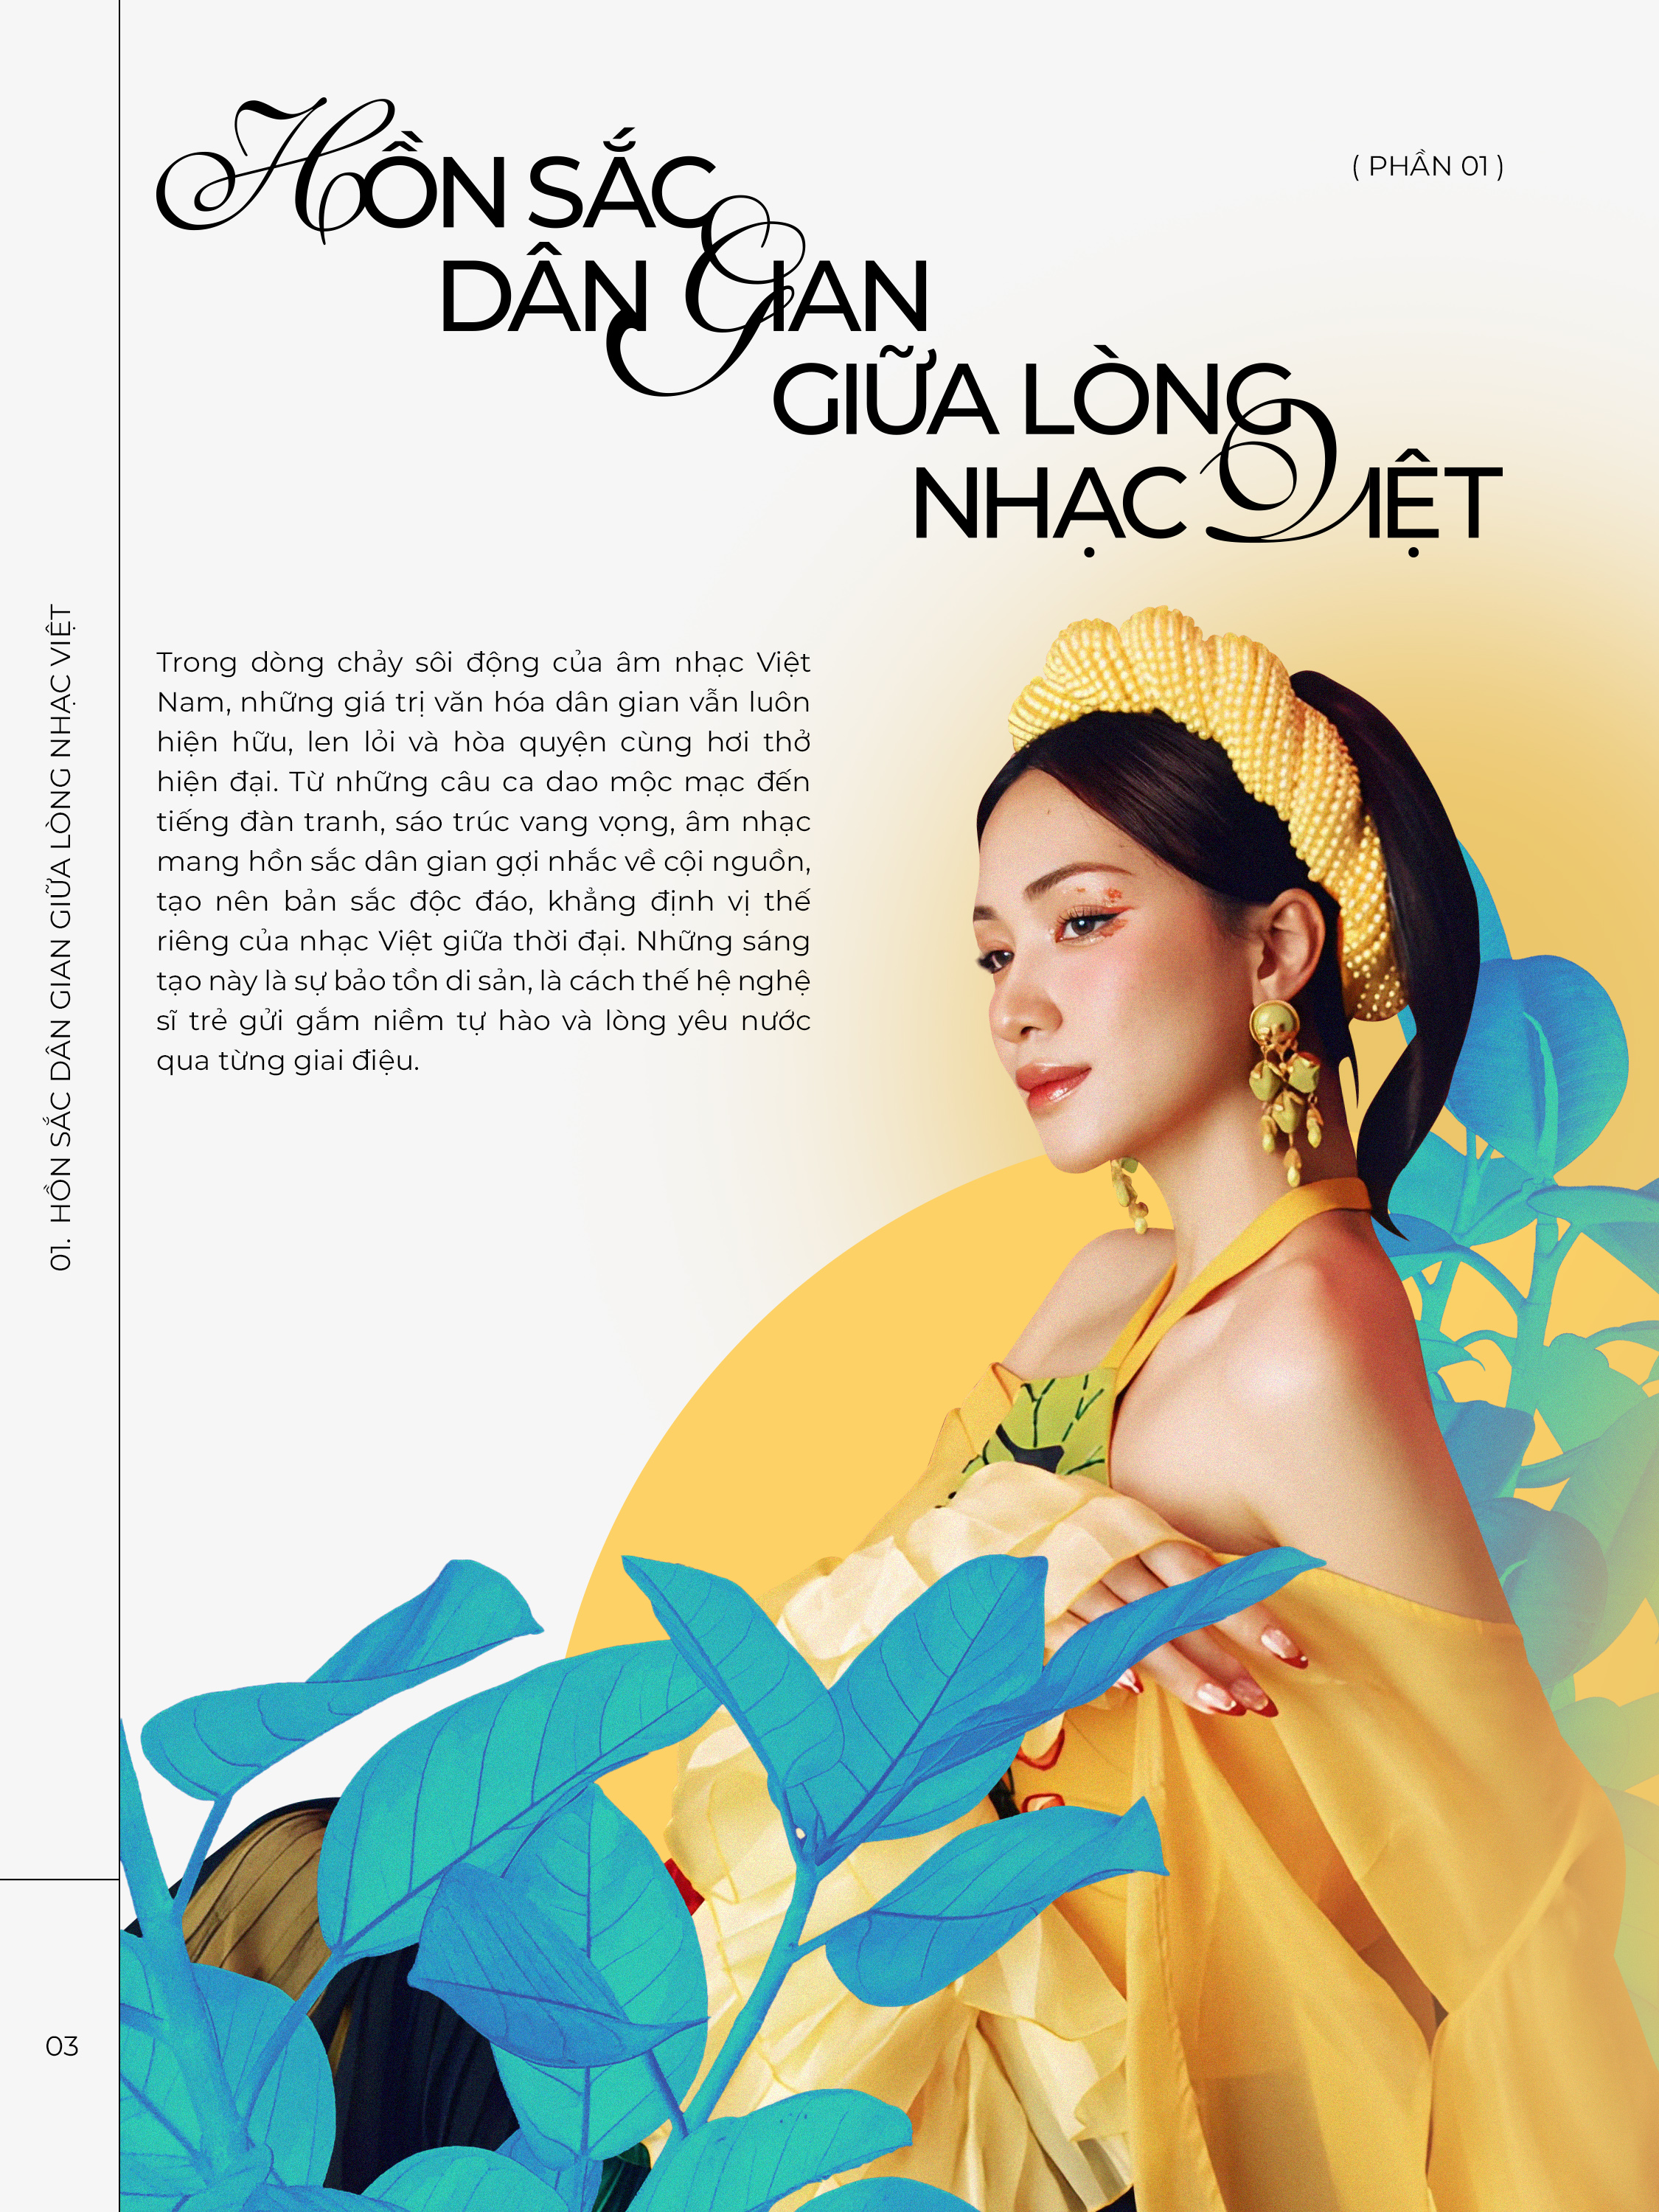 HỒN SẮC
( PHẦN 01 )
DÂN GIAN
GIỮA LÒNG
NHẠC VIỆT
Trong dòng chảy sôi động của âm nhạc Việt
Nam, những giá trị văn hóa dân gian vẫn luôn
hiện hữu, len lỏi và hòa quyện cùng hơi thở
hiện đại. Từ những câu ca dao mộc mạc đến
tiếng đàn tranh, sáo trúc vang vọng, âm nhạc
mang hồn sắc dân gian gợi nhắc về cội nguồn,
tạo nên bản sắc độc đáo, khẳng định vị thế
riêng của nhạc Việt giữa thời đại. Những sáng
tạo này là sự bảo tồn di sản, là cách thế hệ nghệ
sĩ trẻ gửi gắm niềm tự hào và lòng yêu nước
qua từng giai điệu.
01. HỒN SẮC DÂN GIAN GIỮA LÒNG NHẠC VIỆT
03